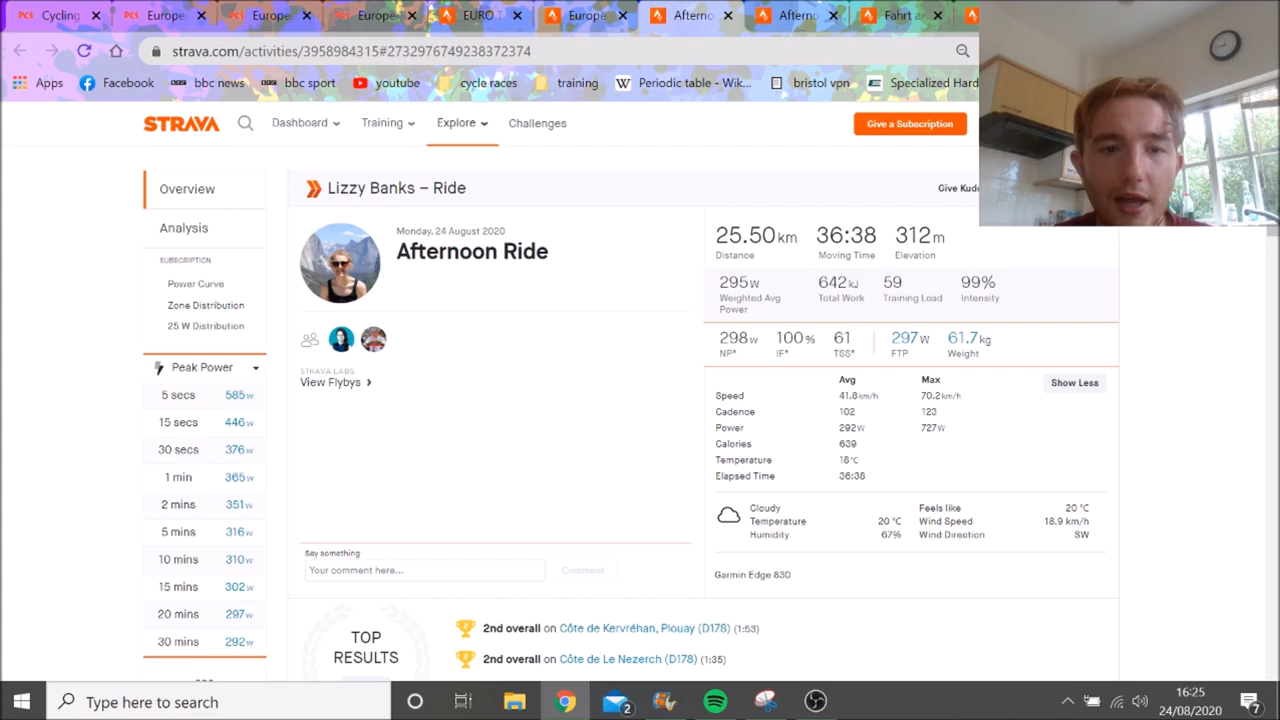 Cycling
Europe
Europe
Europe
EURO T
Europe
Afterno
Afterno
Fahrt a
strava.com/activities/3958984315#2732976749238372374
Apps
Facebook
bbc news
bbc sport
youtube
cycle races
training
Periodic table - Wik...
bristol vpn
Specialized Hard
STRAVA
Dashboard
Training
Explore
Challenges
Give a Subscription
Overview
Analysis
SUBSCRIPTION
Power Curve
Zone Distribution
25 W Distribution
Peak Power
5 secs 585w
15 secs 446w
30 secs 376w
1 min 365w
2 mins 351w
5 mins 316w
10 mins 310w
15 mins 302w
20 mins 297w
30 mins 292w
Lizzy Banks – Ride
Give Kud
Monday, 24 August 2020
Afternoon Ride
STRAVA LABS
View Flybys
Say something
Your comment here...
Comment
25.50km 36:38 312m
Distance Moving Time Elevation
295w 642kJ 59 99%
Weighted Avg Power Total Work Training Load Intensity
298w 100% 61 297w 61.7kg
NP* IF* TSS* FTP Weight
Avg Max
Show Less
Speed 41.8km/h 70.2km/h
Cadence 102 123
Power 292w 727w
Calories 639
Temperature 18℃
Elapsed Time 36:38
Cloudy Feels like 20 ℃
Temperature 20 ℃ Wind Speed 18.9 km/h
Humidity 67% Wind Direction SW
Garmin Edge 830
TOP
RESULTS
2nd overall on Côte de Kervréhan, Plouay (D178) (1:53)
2nd overall on Côte de Le Nezerch (D178) (1:35)
Type here to search
2
16:25
24/08/2020
7